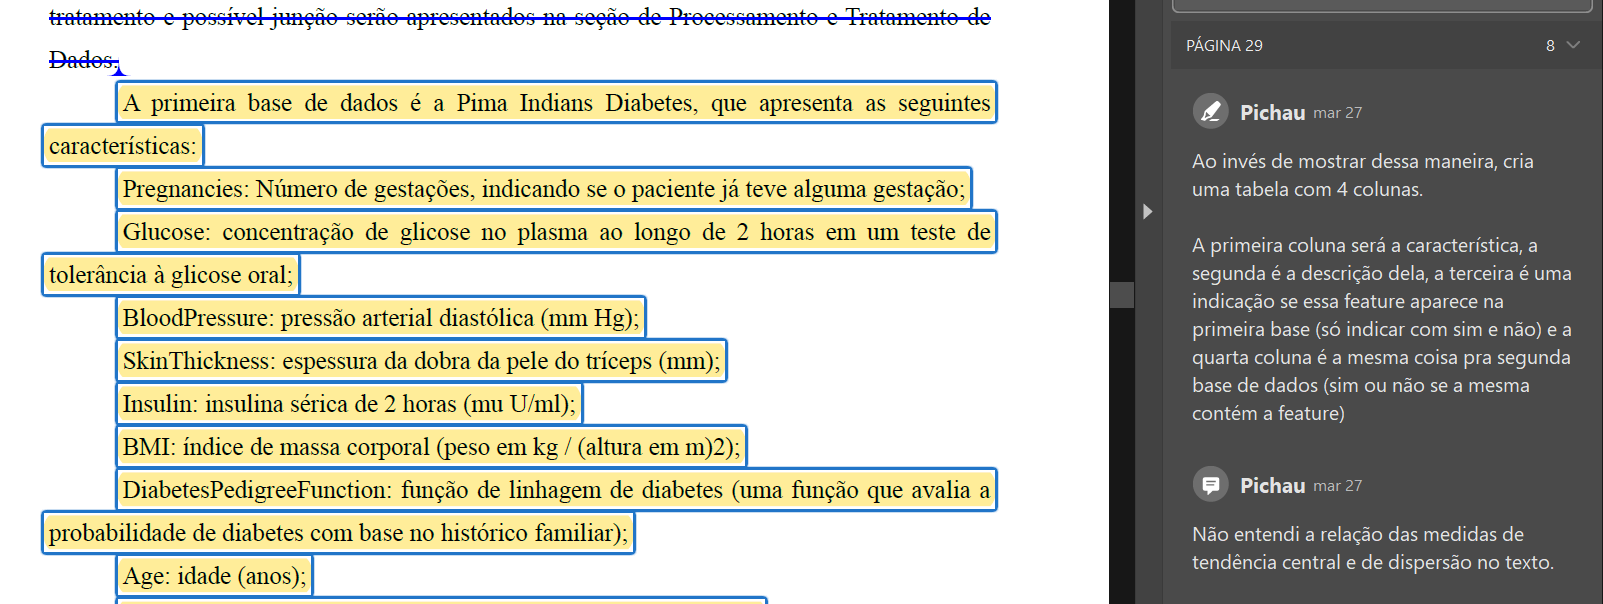 tratamento e possível junção serão apresentados na seção de Processamento e Tratamento de
Dados.
A primeira base de dados é a Pima Indians Diabetes, que apresenta as seguintes
características:
Pregnancies: Número de gestações, indicando se o paciente já teve alguma gestação;
Glucose: concentração de glicose no plasma ao longo de 2 horas em um teste de
tolerância à glicose oral;
BloodPressure: pressão arterial diastólica (mm Hg);
SkinThickness: espessura da dobra da pele do tríceps (mm);
Insulin: insulina sérica de 2 horas (mu U/ml);
BMI: índice de massa corporal (peso em kg / (altura em m)2);
DiabetesPedigreeFunction: função de linhagem de diabetes (uma função que avalia a
probabilidade de diabetes com base no histórico familiar);
Age: idade (anos);
PÁGINA 29 8
Pichau mar 27
Ao invés de mostrar dessa maneira, cria
uma tabela com 4 colunas.
A primeira coluna será a característica, a
segunda é a descrição dela, a terceira é uma
indicação se essa feature aparece na
primeira base (só indicar com sim e não) e a
quarta coluna é a mesma coisa pra segunda
base de dados (sim ou não se a mesma
contém a feature)
Pichau mar 27
Não entendi a relação das medidas de
tendência central e de dispersão no texto.